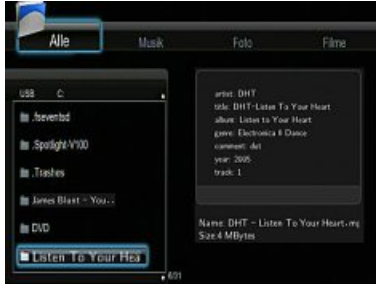 Alle Musik Foto Filme
USB C:
.fseventsd
.Spotlight-V100
.Trashes
James Blunt - You..
DVD
Listen To Your Hea
6/31
artist: DHT
title: DHT-Listen To Your Heart
album: Listen to Your Heart
genre: Electronica & Dance
comment: dut
year: 2005
track: 1
Name: DHT - Listen To Your Heart.mp
Size:4 MBytes